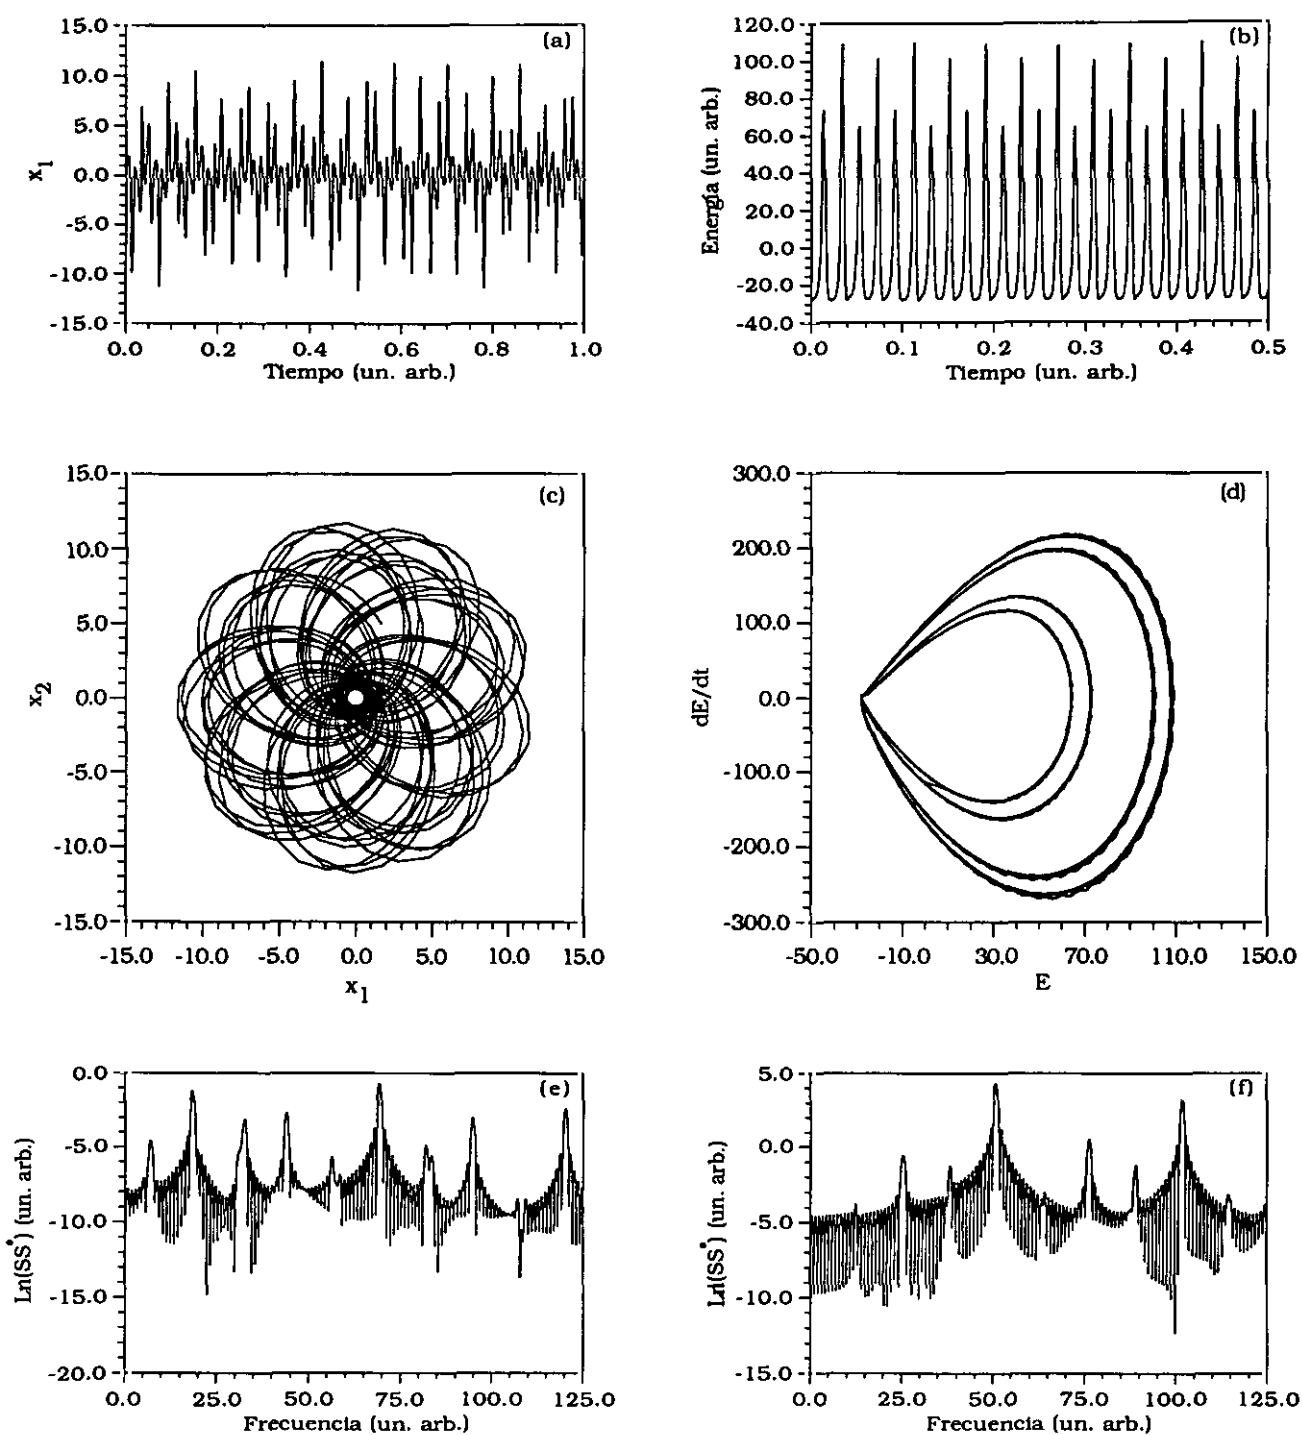 (a)
x1
15.0
10.0
5.0
0.0
-5.0
-10.0
-15.0
0.0 0.2 0.4 0.6 0.8 1.0
Tiempo (un. arb.)
(b)
Energía (un. arb.)
120.0
100.0
80.0
60.0
40.0
20.0
0.0
-20.0
-40.0
0.0 0.1 0.2 0.3 0.4 0.5
Tiempo (un. arb.)
(c)
x2
15.0
10.0
5.0
0.0
-5.0
-10.0
-15.0
-15.0 -10.0 -5.0 0.0 5.0 10.0 15.0
x1
(d)
dE/dt
300.0
200.0
100.0
0.0
-100.0
-200.0
-300.0
-50.0 -10.0 30.0 70.0 110.0 150.0
E
(e)
Ln(SS*) (un. arb.)
0.0
-5.0
-10.0
-15.0
-20.0
0.0 25.0 50.0 75.0 100.0 125.0
Frecuencia (un. arb.)
(f)
Ln(SS*) (un. arb.)
5.0
0.0
-5.0
-10.0
-15.0
0.0 25.0 50.0 75.0 100.0 125.0
Frecuencia (un. arb.)